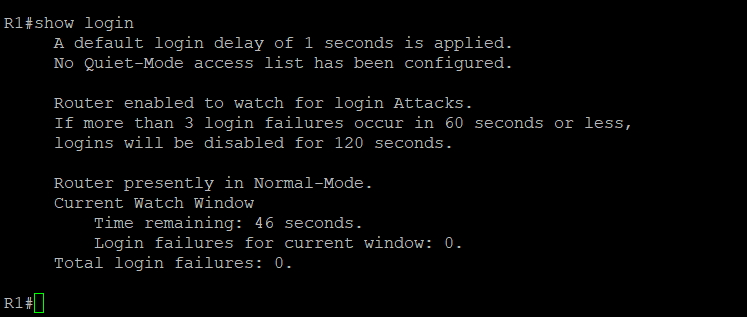 R1#show login
A default login delay of 1 seconds is applied.
No Quiet-Mode access list has been configured.
Router enabled to watch for login Attacks.
If more than 3 login failures occur in 60 seconds or less,
logins will be disabled for 120 seconds.
Router presently in Normal-Mode.
Current Watch Window
Time remaining: 46 seconds.
Login failures for current window: 0.
Total login failures: 0.
R1#